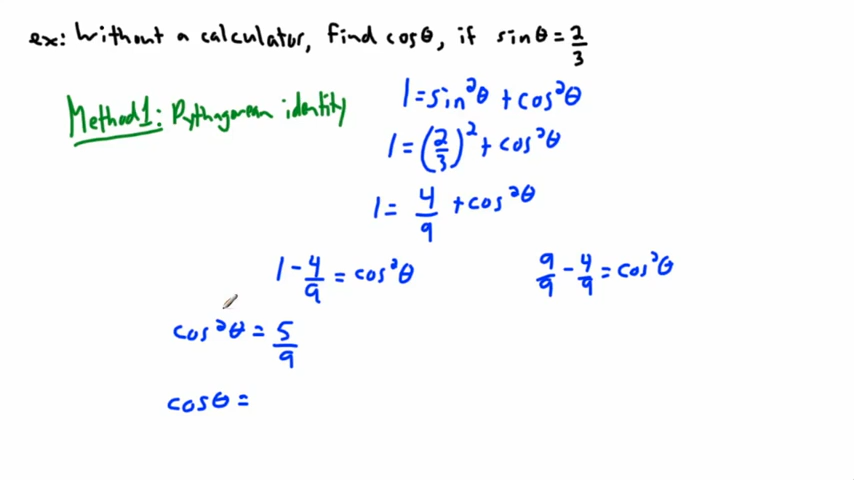 ex: Without a calculator, find cosθ, if sinθ = 2/3
Method 1: Pythagorean identity
1 = sin²θ + cos²θ
1 = (2/3)² + cos²θ
1 = 4/9 + cos²θ
1 - 4/9 = cos²θ
9/9 - 4/9 = cos²θ
cos²θ = 5/9
cosθ =